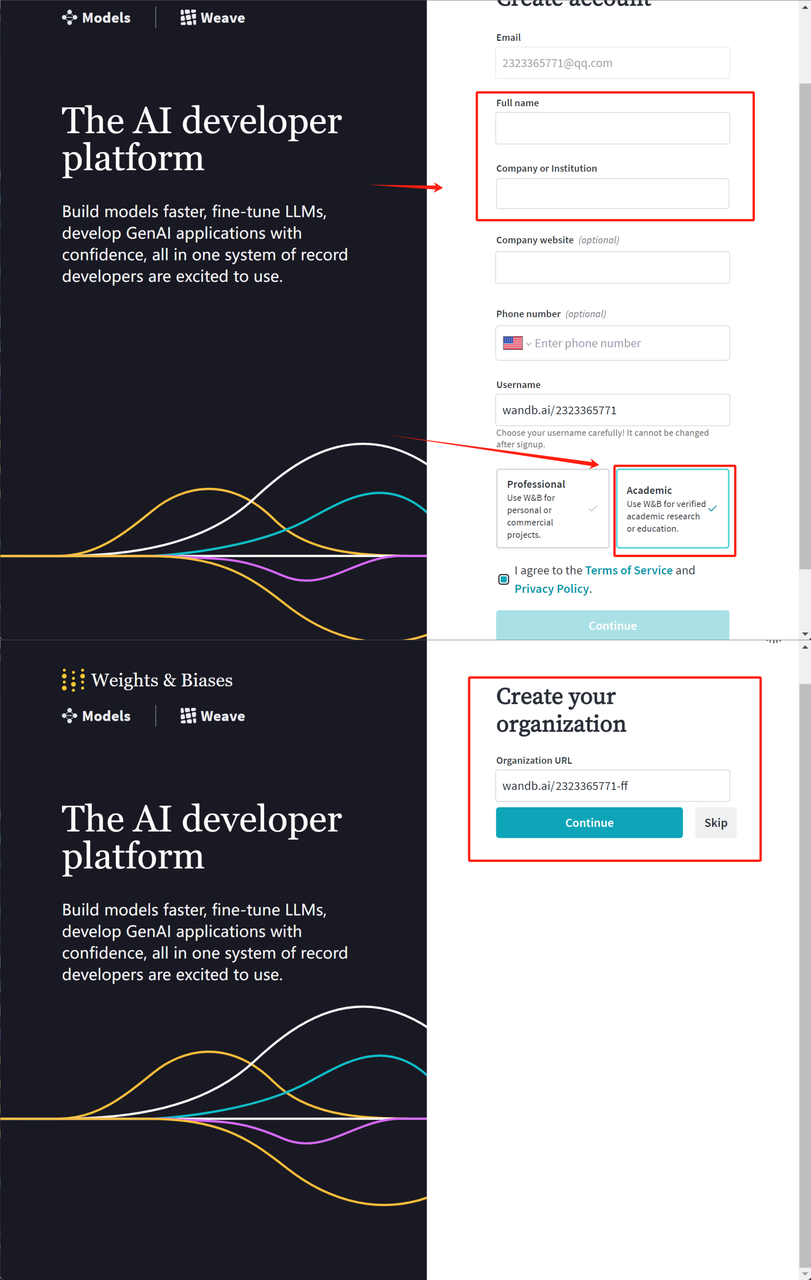 Models
Weave
The AI developer
platform
Build models faster, fine-tune LLMs,
develop GenAI applications with
confidence, all in one system of record
developers are excited to use.
Create account
Email
2323365771@qq.com
Full name
Company or Institution
Company website (optional)
Phone number (optional)
Enter phone number
Username
wandb.ai/2323365771
Choose your username carefully! It cannot be changed
after signup.
Professional
Use W&B for
personal or
commercial
projects.
Academic
Use W&B for verified
academic research
or education.
I agree to the Terms of Service and
Privacy Policy.
Continue
Weights & Biases
Models
Weave
The AI developer
platform
Build models faster, fine-tune LLMs,
develop GenAI applications with
confidence, all in one system of record
developers are excited to use.
Create your
organization
Organization URL
wandb.ai/2323365771-ff
Continue
Skip